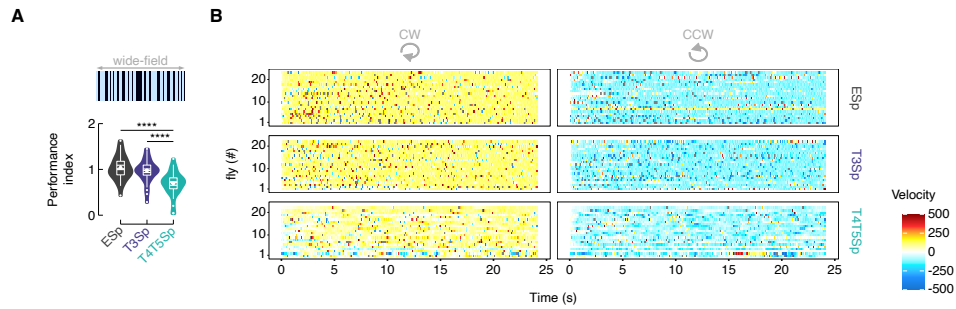 A
wide-field
2
1
0
Performance
index
****
****
ESp
T3Sp
T4T5Sp
B
CW
CCW
20
10
1
ESp
20
10
1
T3Sp
20
10
1
T4T5Sp
fly (#)
0 5 10 15 20 25
0 5 10 15 20 25
Time (s)
Velocity
500
250
0
-250
-500